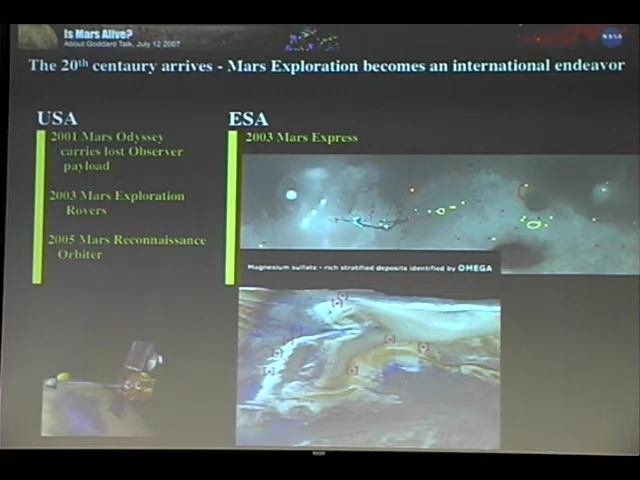 Is Mars Alive?
About Goddard Talk, July 12 2007
NASA
The 20th centaury arrives - Mars Exploration becomes an international endeavor
USA
2001 Mars Odyssey
carries lost Observer
payload
2003 Mars Exploration
Rovers
2005 Mars Reconnaissance
Orbiter
ESA
2003 Mars Express
Magnesium sulfate - rich stratified deposits identified by OMEGA